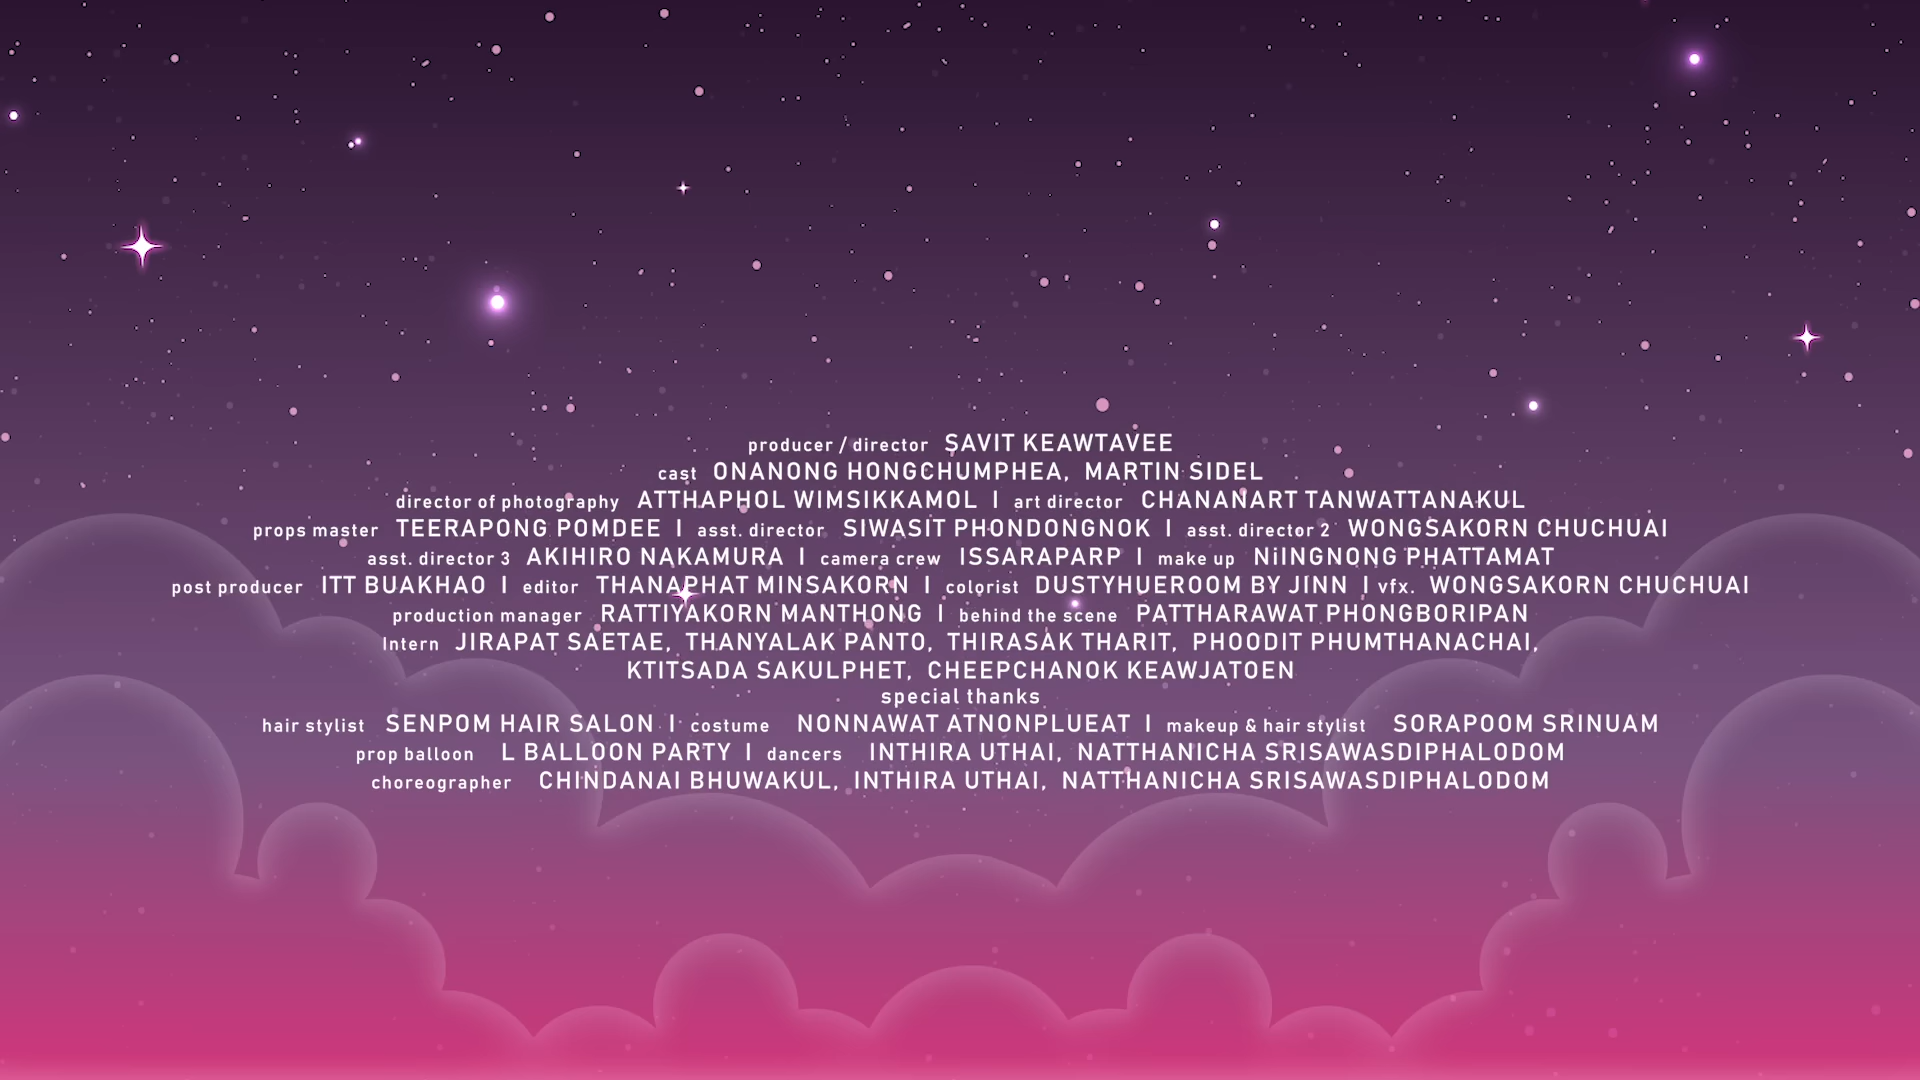 producer / director SAVIT KEAWTAVEE
cast ONANONG HONGCHUMPHEA, MARTIN SIDEL
director of photography ATTHAPHOL WIMSIKKAMOL I art director CHANANART TANWATTANAKUL
props master TEERAPONG POMDEE I asst. director SIWASIT PHONDONGNOK I asst. director 2 WONGSAKORN CHUCHUAI
asst. director 3 AKIHIRO NAKAMURA I camera crew ISSARAPARP I make up NiINGNONG PHATTAMAT
post producer ITT BUAKHAO I editor THANAPHAT MINSAKORN I colorist DUSTYHUEROOM BY JINN I vfx. WONGSAKORN CHUCHUAI
production manager RATTIYAKORN MANTHONG I behind the scene PATTHARAWAT PHONGBORIPAN
Intern JIRAPAT SAETAE, THANYALAK PANTO, THIRASAK THARIT, PHOODIT PHUMTHANACHAI,
KTITSADA SAKULPHET, CHEEPCHANOK KEAWJATOEN
special thanks
hair stylist SENPOM HAIR SALON I costume NONNAWAT ATNONPLUEAT I makeup & hair stylist SORAPOOM SRINUAM
prop balloon L BALLOON PARTY I dancers INTHIRA UTHAI, NATTHANICHA SRISAWASDIPHALODOM
choreographer CHINDANAI BHUWAKUL, INTHIRA UTHAI, NATTHANICHA SRISAWASDIPHALODOM